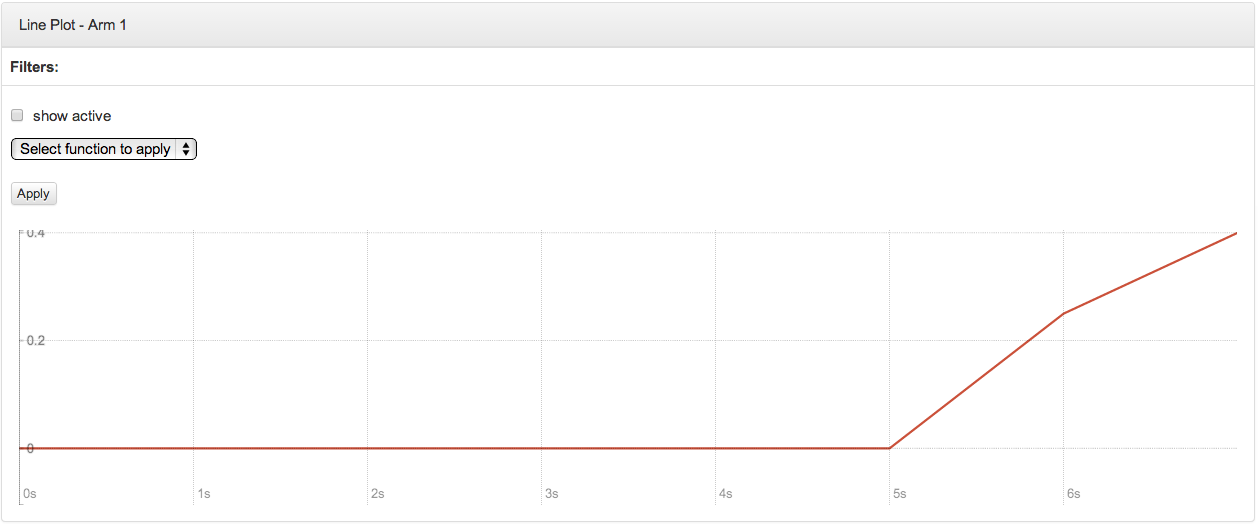 Line Plot - Arm 1
Filters:
show active
Select function to apply
Apply
0.4
0.2
0
0s 1s 2s 3s 4s 5s 6s